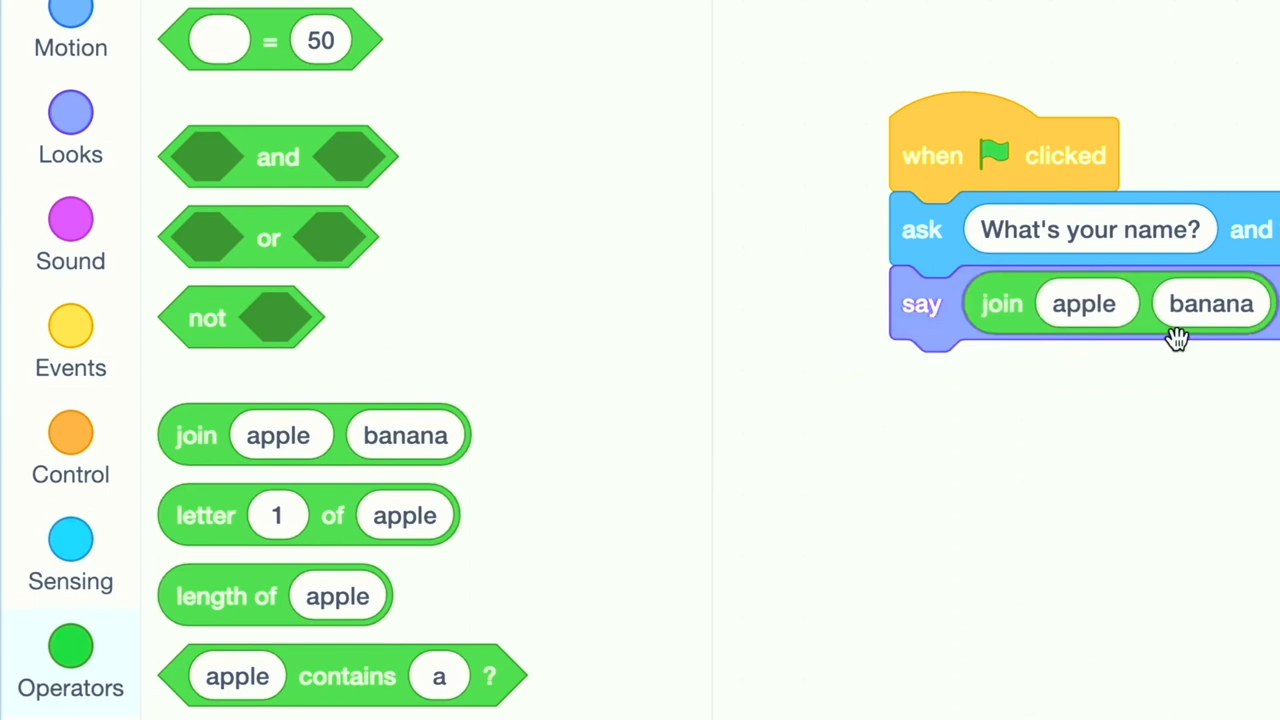 Motion
Looks
Sound
Events
Control
Sensing
Operators
= 50
and
or
not
join apple banana
letter 1 of apple
length of apple
apple contains a ?
when clicked
ask What's your name? and
say join apple banana